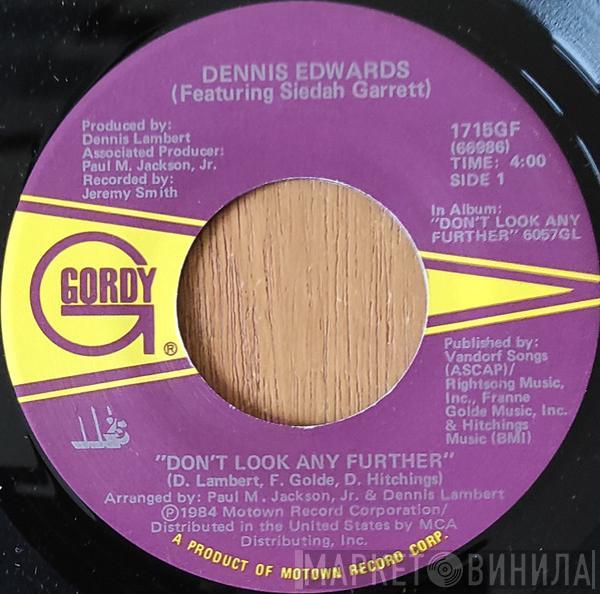 DENNIS EDWARDS
(Featuring Siedah Garrett)
Produced by:
Dennis Lambert
Associated Producer:
Paul M. Jackson, Jr.
Recorded by:
Jeremy Smith
1715GF
(66986)
TIME: 4:00
SIDE 1
In Album:
"DON'T LOOK ANY
FURTHER" 6057GL
GORDY
®
Published by:
Vandorf Songs
(ASCAP)/
Rightsong Music,
Inc., Franne
Golde Music, Inc.
& Hitchings
Music (BMI)
25
"DON'T LOOK ANY FURTHER"
(D. Lambert, F. Golde, D. Hitchings)
Arranged by: Paul M. Jackson, Jr. & Dennis Lambert
Ⓟ1984 Motown Record Corporation/
Distributed in the United States by MCA
Distributing, Inc.
A PRODUCT OF MOTOWN RECORD CORP.
МАРКЕТ ВИНИЛА